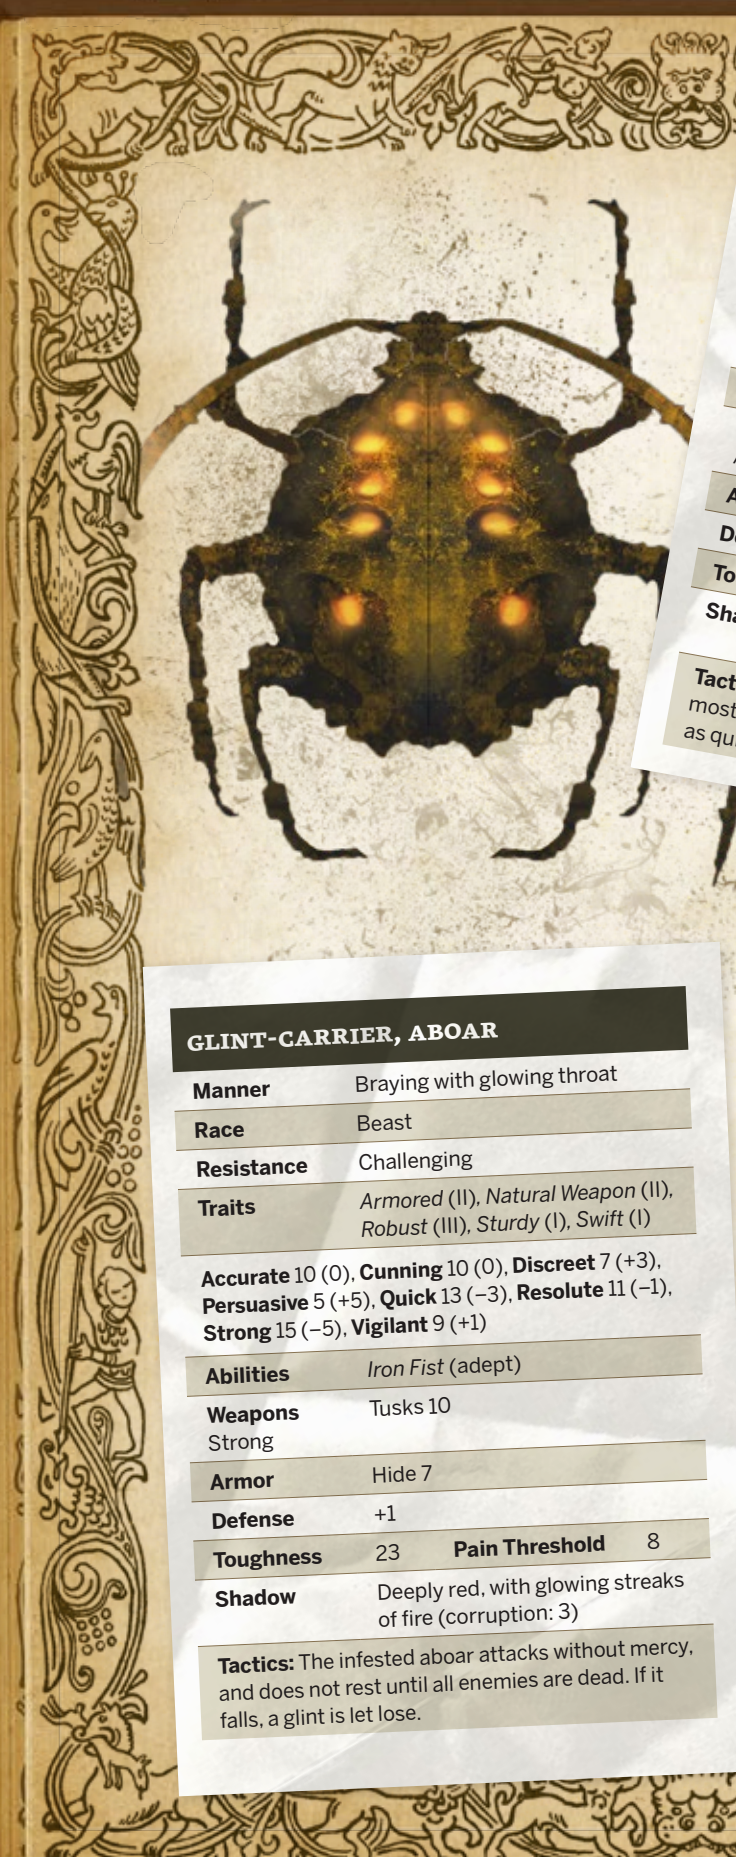 GLINT-CARRIER, ABOAR
Manner Braying with glowing throat
Race Beast
Resistance Challenging
Traits Armored (II), Natural Weapon (II),
Robust (III), Sturdy (I), Swift (I)
Accurate 10 (0), Cunning 10 (0), Discreet 7 (+3),
Persuasive 5 (+5), Quick 13 (−3), Resolute 11 (−1),
Strong 15 (−5), Vigilant 9 (+1)
Abilities Iron Fist (adept)
Weapons Tusks 10
Strong
Armor Hide 7
Defense +1
Toughness 23 Pain Threshold 8
Shadow Deeply red, with glowing streaks
of fire (corruption: 3)
Tactics: The infested aboar attacks without mercy,
and does not rest until all enemies are dead. If it
falls, a glint is let lose.
most
as